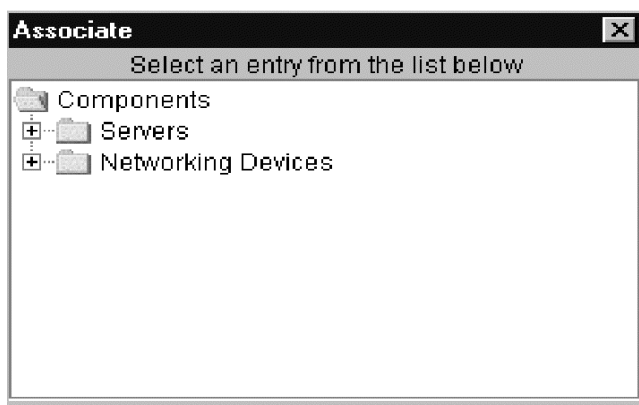 Associate
Select an entry from the list below
Components
Servers
Networking Devices